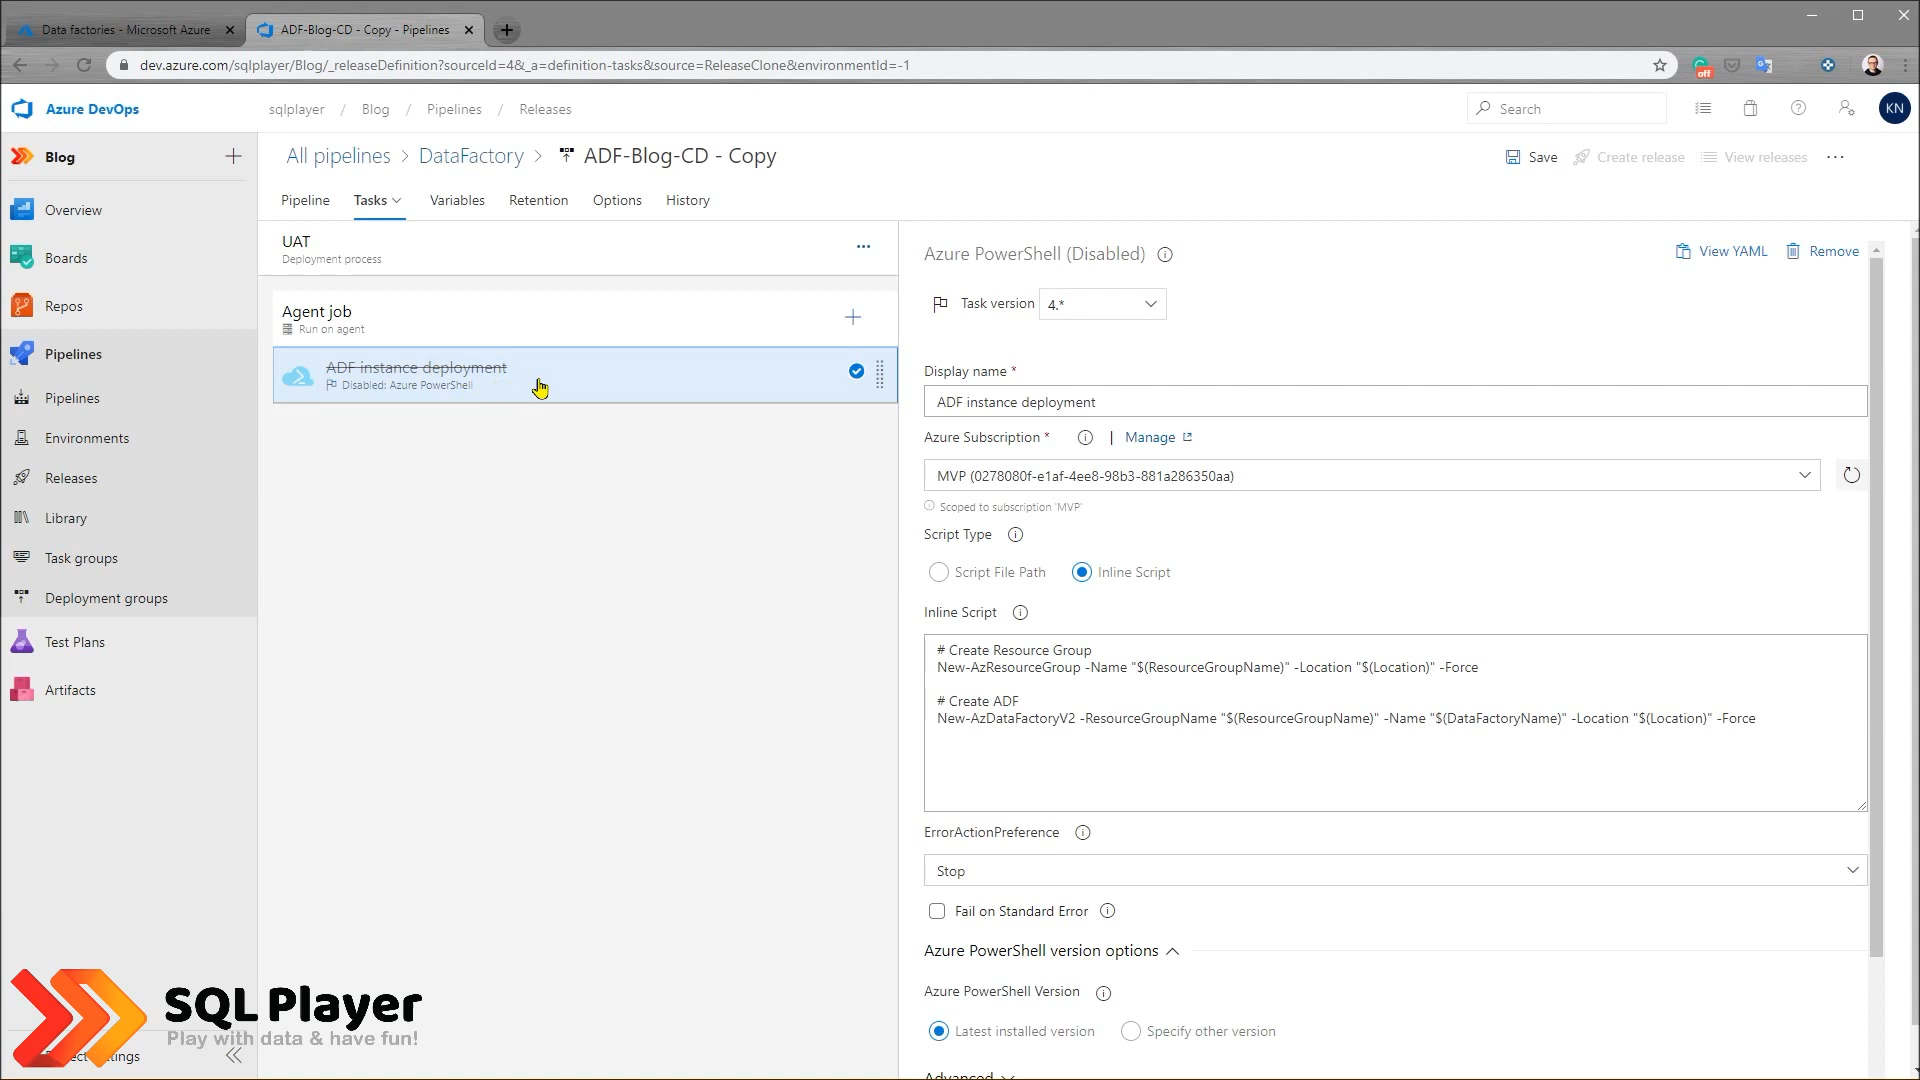 Data factories - Microsoft Azure
ADF-Blog-CD - Copy - Pipelines
dev.azure.com/sqlplayer/Blog/_releaseDefinition?sourceId=4&_a=definition-tasks&source=ReleaseClone&environmentId=-1
off
Azure DevOps
sqlplayer / Blog / Pipelines / Releases
Search
KN
Blog
All pipelines > DataFactory > ADF-Blog-CD - Copy
Save
Create release
View releases
Pipeline
Tasks
Variables
Retention
Options
History
Overview
Boards
Repos
Pipelines
Pipelines
Environments
Releases
Library
Task groups
Deployment groups
Test Plans
Artifacts
UAT
Deployment process
Agent job
Run on agent
ADF instance deployment
Disabled: Azure PowerShell
Azure PowerShell (Disabled)
View YAML
Remove
Task version 4.*
Display name *
ADF instance deployment
Azure Subscription * | Manage
MVP (0278080f-e1af-4ee8-98b3-881a286350aa)
Scoped to subscription 'MVP'
Script Type
Script File Path
Inline Script
Inline Script
# Create Resource Group
New-AzResourceGroup -Name "$(ResourceGroupName)" -Location "$(Location)" -Force
# Create ADF
New-AzDataFactoryV2 -ResourceGroupName "$(ResourceGroupName)" -Name "$(DataFactoryName)" -Location "$(Location)" -Force
ErrorActionPreference
Stop
Fail on Standard Error
Azure PowerShell version options
Azure PowerShell Version
Latest installed version
Specify other version
Advanced
SQL Player
Play with data & have fun!